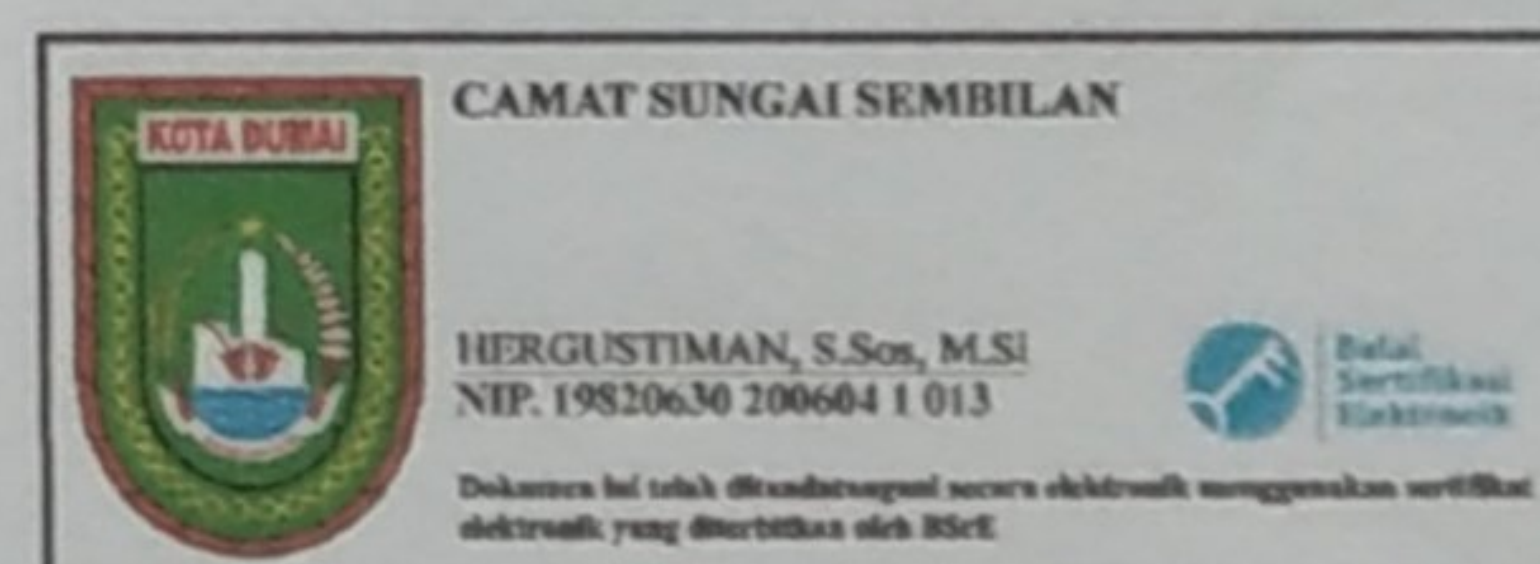 KOTA DUMAI
CAMAT SUNGAI SEMBILAN
HERGUSTIMAN, S.Sos, M.Si
NIP. 19820630 200604 1 013
Balai
Sertifikasi
Elektronik
Dokumen ini telah ditandatangani secara elektronik menggunakan sertifikat
elektronik yang diterbitkan oleh BSrE